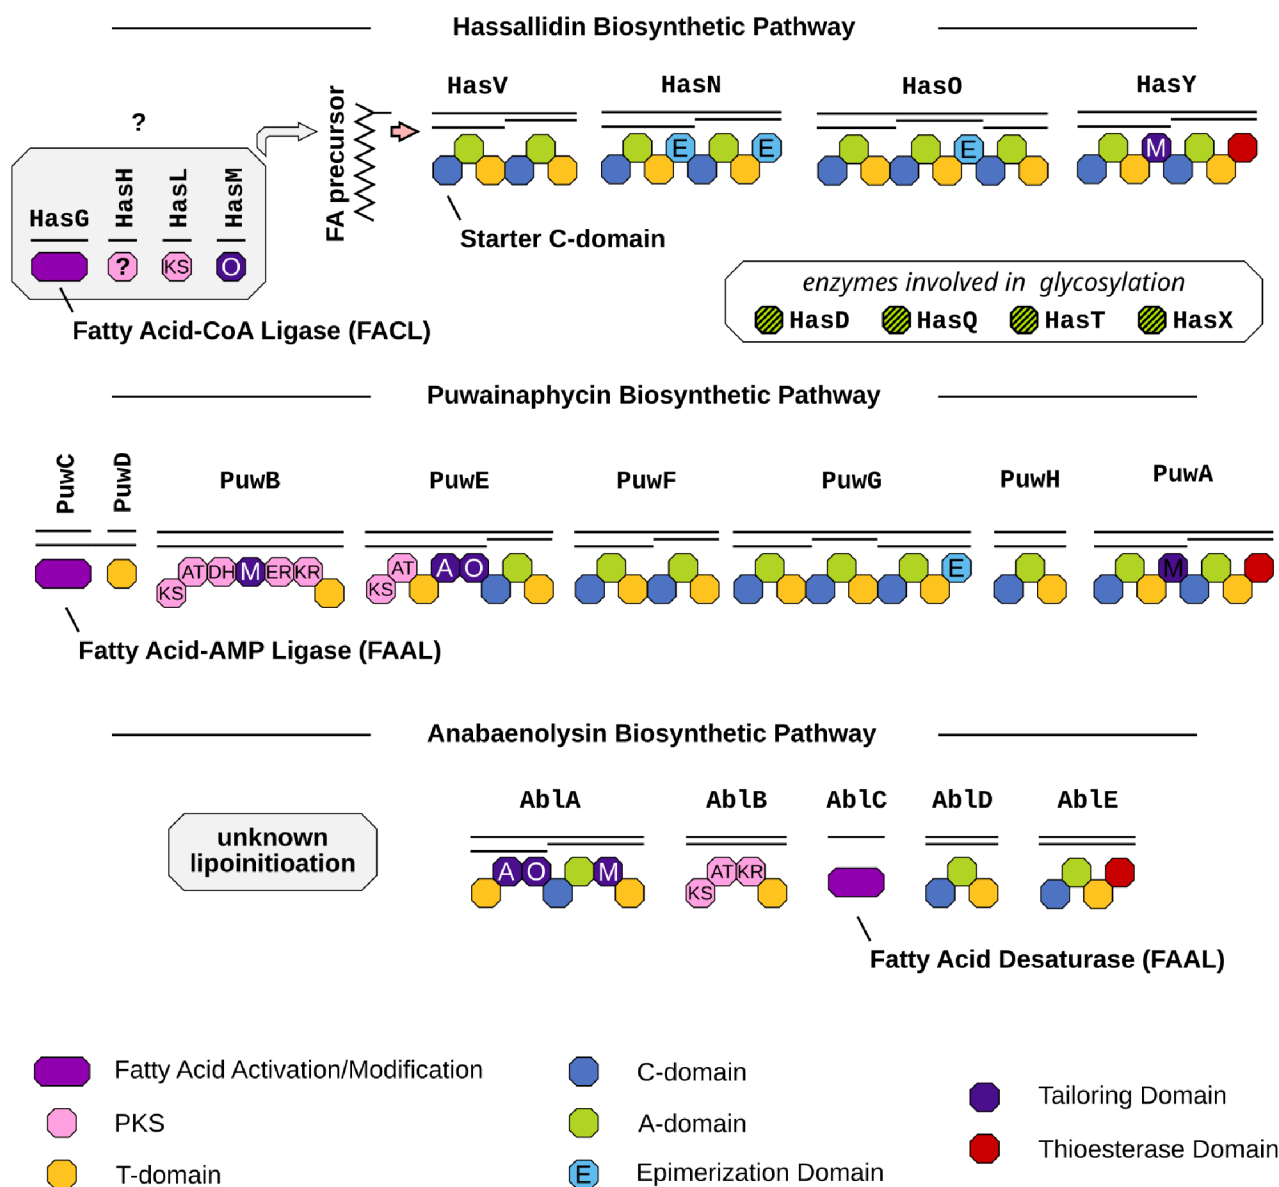 Hassallidin Biosynthetic Pathway
HasV HasN HasO HasY
?
HasG HasH HasL HasM
? KS O
FA precursor
E E E M
Starter C-domain
Fatty Acid-CoA Ligase (FACL)
enzymes involved in glycosylation
HasD HasQ HasT HasX
Puwainaphycin Biosynthetic Pathway
PuwC PuwD PuwB PuwE PuwF PuwG PuwH PuwA
KS AT DH M ER KR KS AT A O E M
Fatty Acid-AMP Ligase (FAAL)
Anabaenolysin Biosynthetic Pathway
AblA AblB AblC AblD AblE
unknown
lipoinitioation
A O M KS AT KR
Fatty Acid Desaturase (FAAL)
Fatty Acid Activation/Modification
PKS
T-domain
C-domain
A-domain
E Epimerization Domain
Tailoring Domain
Thioesterase Domain